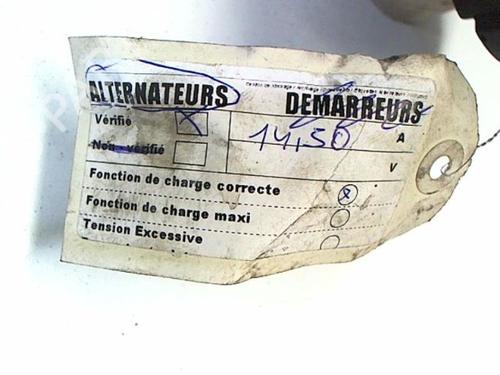 ALTERNATEURS DEMARREURS
Vérifié X A
14,50
Non-vérifié V
Fonction de charge correcte X
Fonction de charge maxi
Tension Excessive